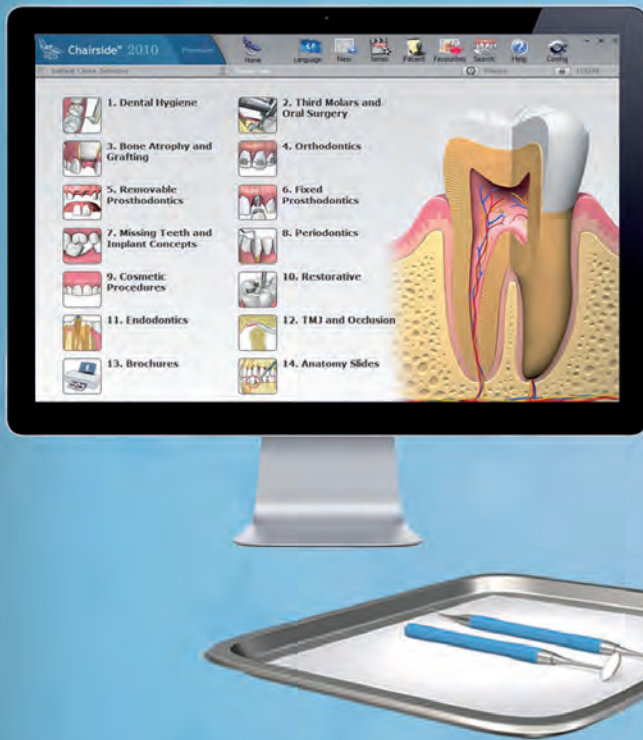 Chairside™ 2010 Premium
Home Language New Series Patient Favourites Search Help Config
LOGIN
1. Dental Hygiene
2. Third Molars and
Oral Surgery
3. Bone Atrophy and
Grafting
4. Orthodontics
5. Removable
Prosthodontics
6. Fixed
Prosthodontics
7. Missing Teeth and
Implant Concepts
8. Periodontics
9. Cosmetic
Procedures
10. Restorative
11. Endodontics
12. TMJ and Occlusion
13. Brochures
14. Anatomy Slides